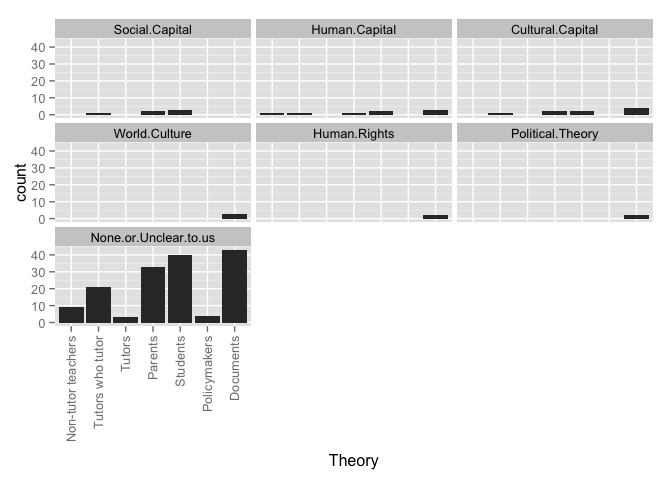 Social.Capital
Human.Capital
Cultural.Capital
40
30
20
10
0
World.Culture
Human.Rights
Political.Theory
40
30
20
10
0
count
None.or.Unclear.to.us
40
30
20
10
0
Non-tutor teachers
Tutors who tutor
Tutors
Parents
Students
Policymakers
Documents
Theory